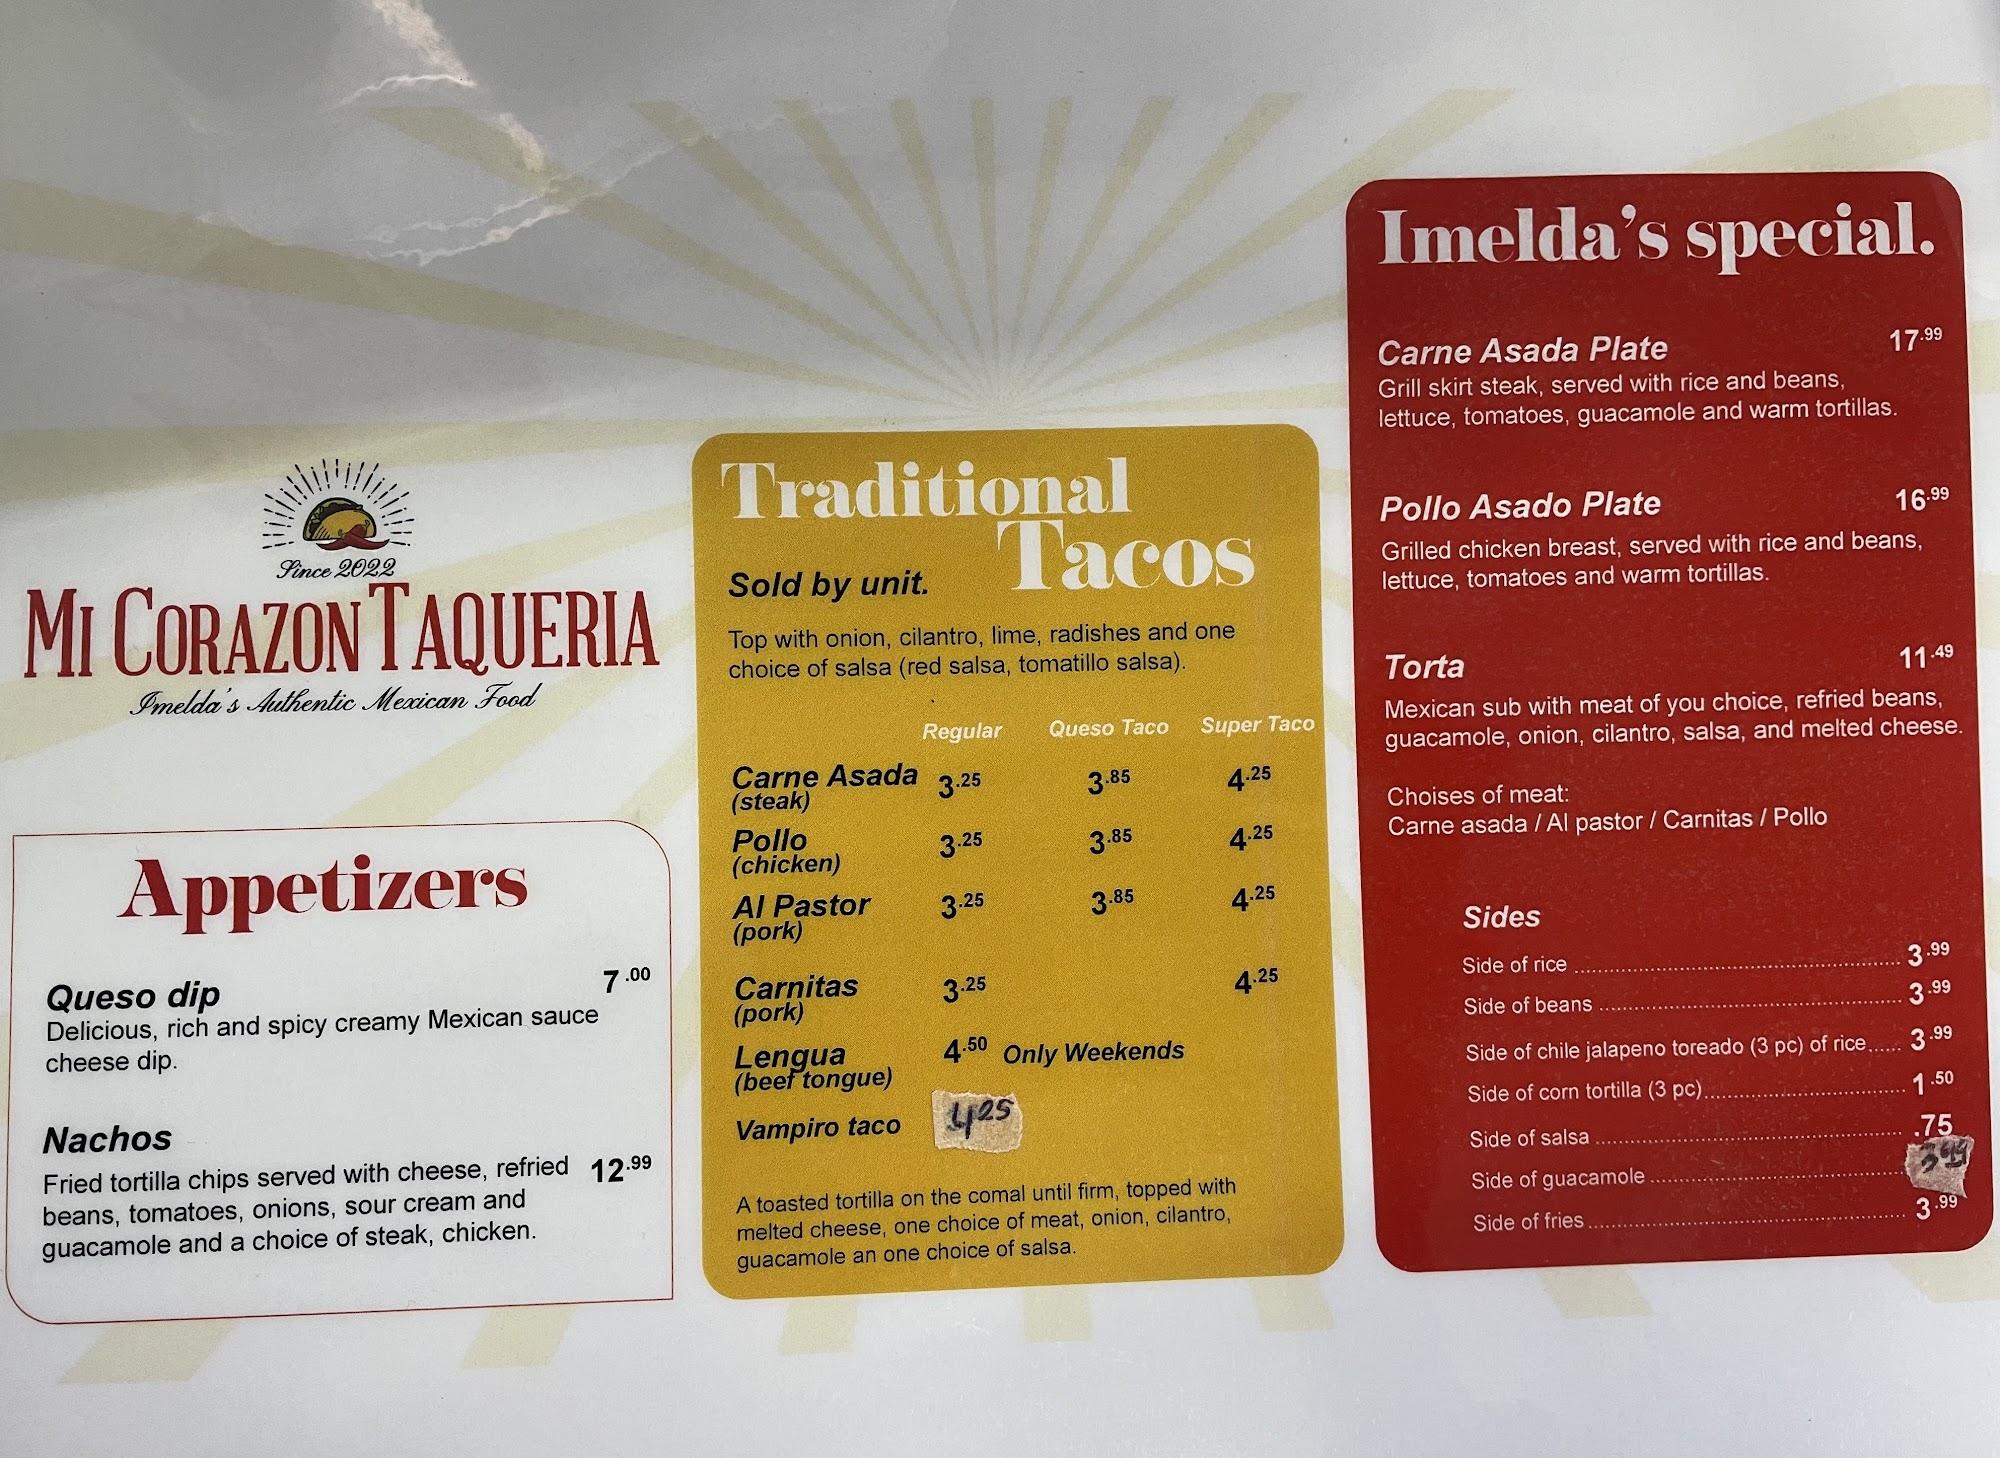 Since 2022
MI CORAZON TAQUERIA
Imelda's Authentic Mexican Food
Appetizers
Queso dip 7.00
Delicious, rich and spicy creamy Mexican sauce
cheese dip.
Nachos
Fried tortilla chips served with cheese, refried 12.99
beans, tomatoes, onions, sour cream and
guacamole and a choice of steak, chicken.
Traditional
Tacos
Sold by unit.
Top with onion, cilantro, lime, radishes and one
choice of salsa (red salsa, tomatillo salsa).
Regular Queso Taco Super Taco
Carne Asada 3.25 3.85 4.25
(steak)
Pollo 3.25 3.85 4.25
(chicken)
Al Pastor 3.25 3.85 4.25
(pork)
Carnitas 3.25 4.25
(pork)
Lengua 4.50 Only Weekends
(beef tongue)
Vampiro taco 4.25
A toasted tortilla on the comal until firm, topped with
melted cheese, one choice of meat, onion, cilantro,
guacamole an one choice of salsa.
Imelda's special.
Carne Asada Plate 17.99
Grill skirt steak, served with rice and beans,
lettuce, tomatoes, guacamole and warm tortillas.
Pollo Asado Plate 16.99
Grilled chicken breast, served with rice and beans,
lettuce, tomatoes and warm tortillas.
Torta 11.49
Mexican sub with meat of you choice, refried beans,
guacamole, onion, cilantro, salsa, and melted cheese.
Choises of meat:
Carne asada / Al pastor / Carnitas / Pollo
Sides
Side of rice 3.99
Side of beans 3.99
Side of chile jalapeno toreado (3 pc) of rice 3.99
Side of corn tortilla (3 pc) 1.50
Side of salsa .75
Side of guacamole 3.99
Side of fries 3.99